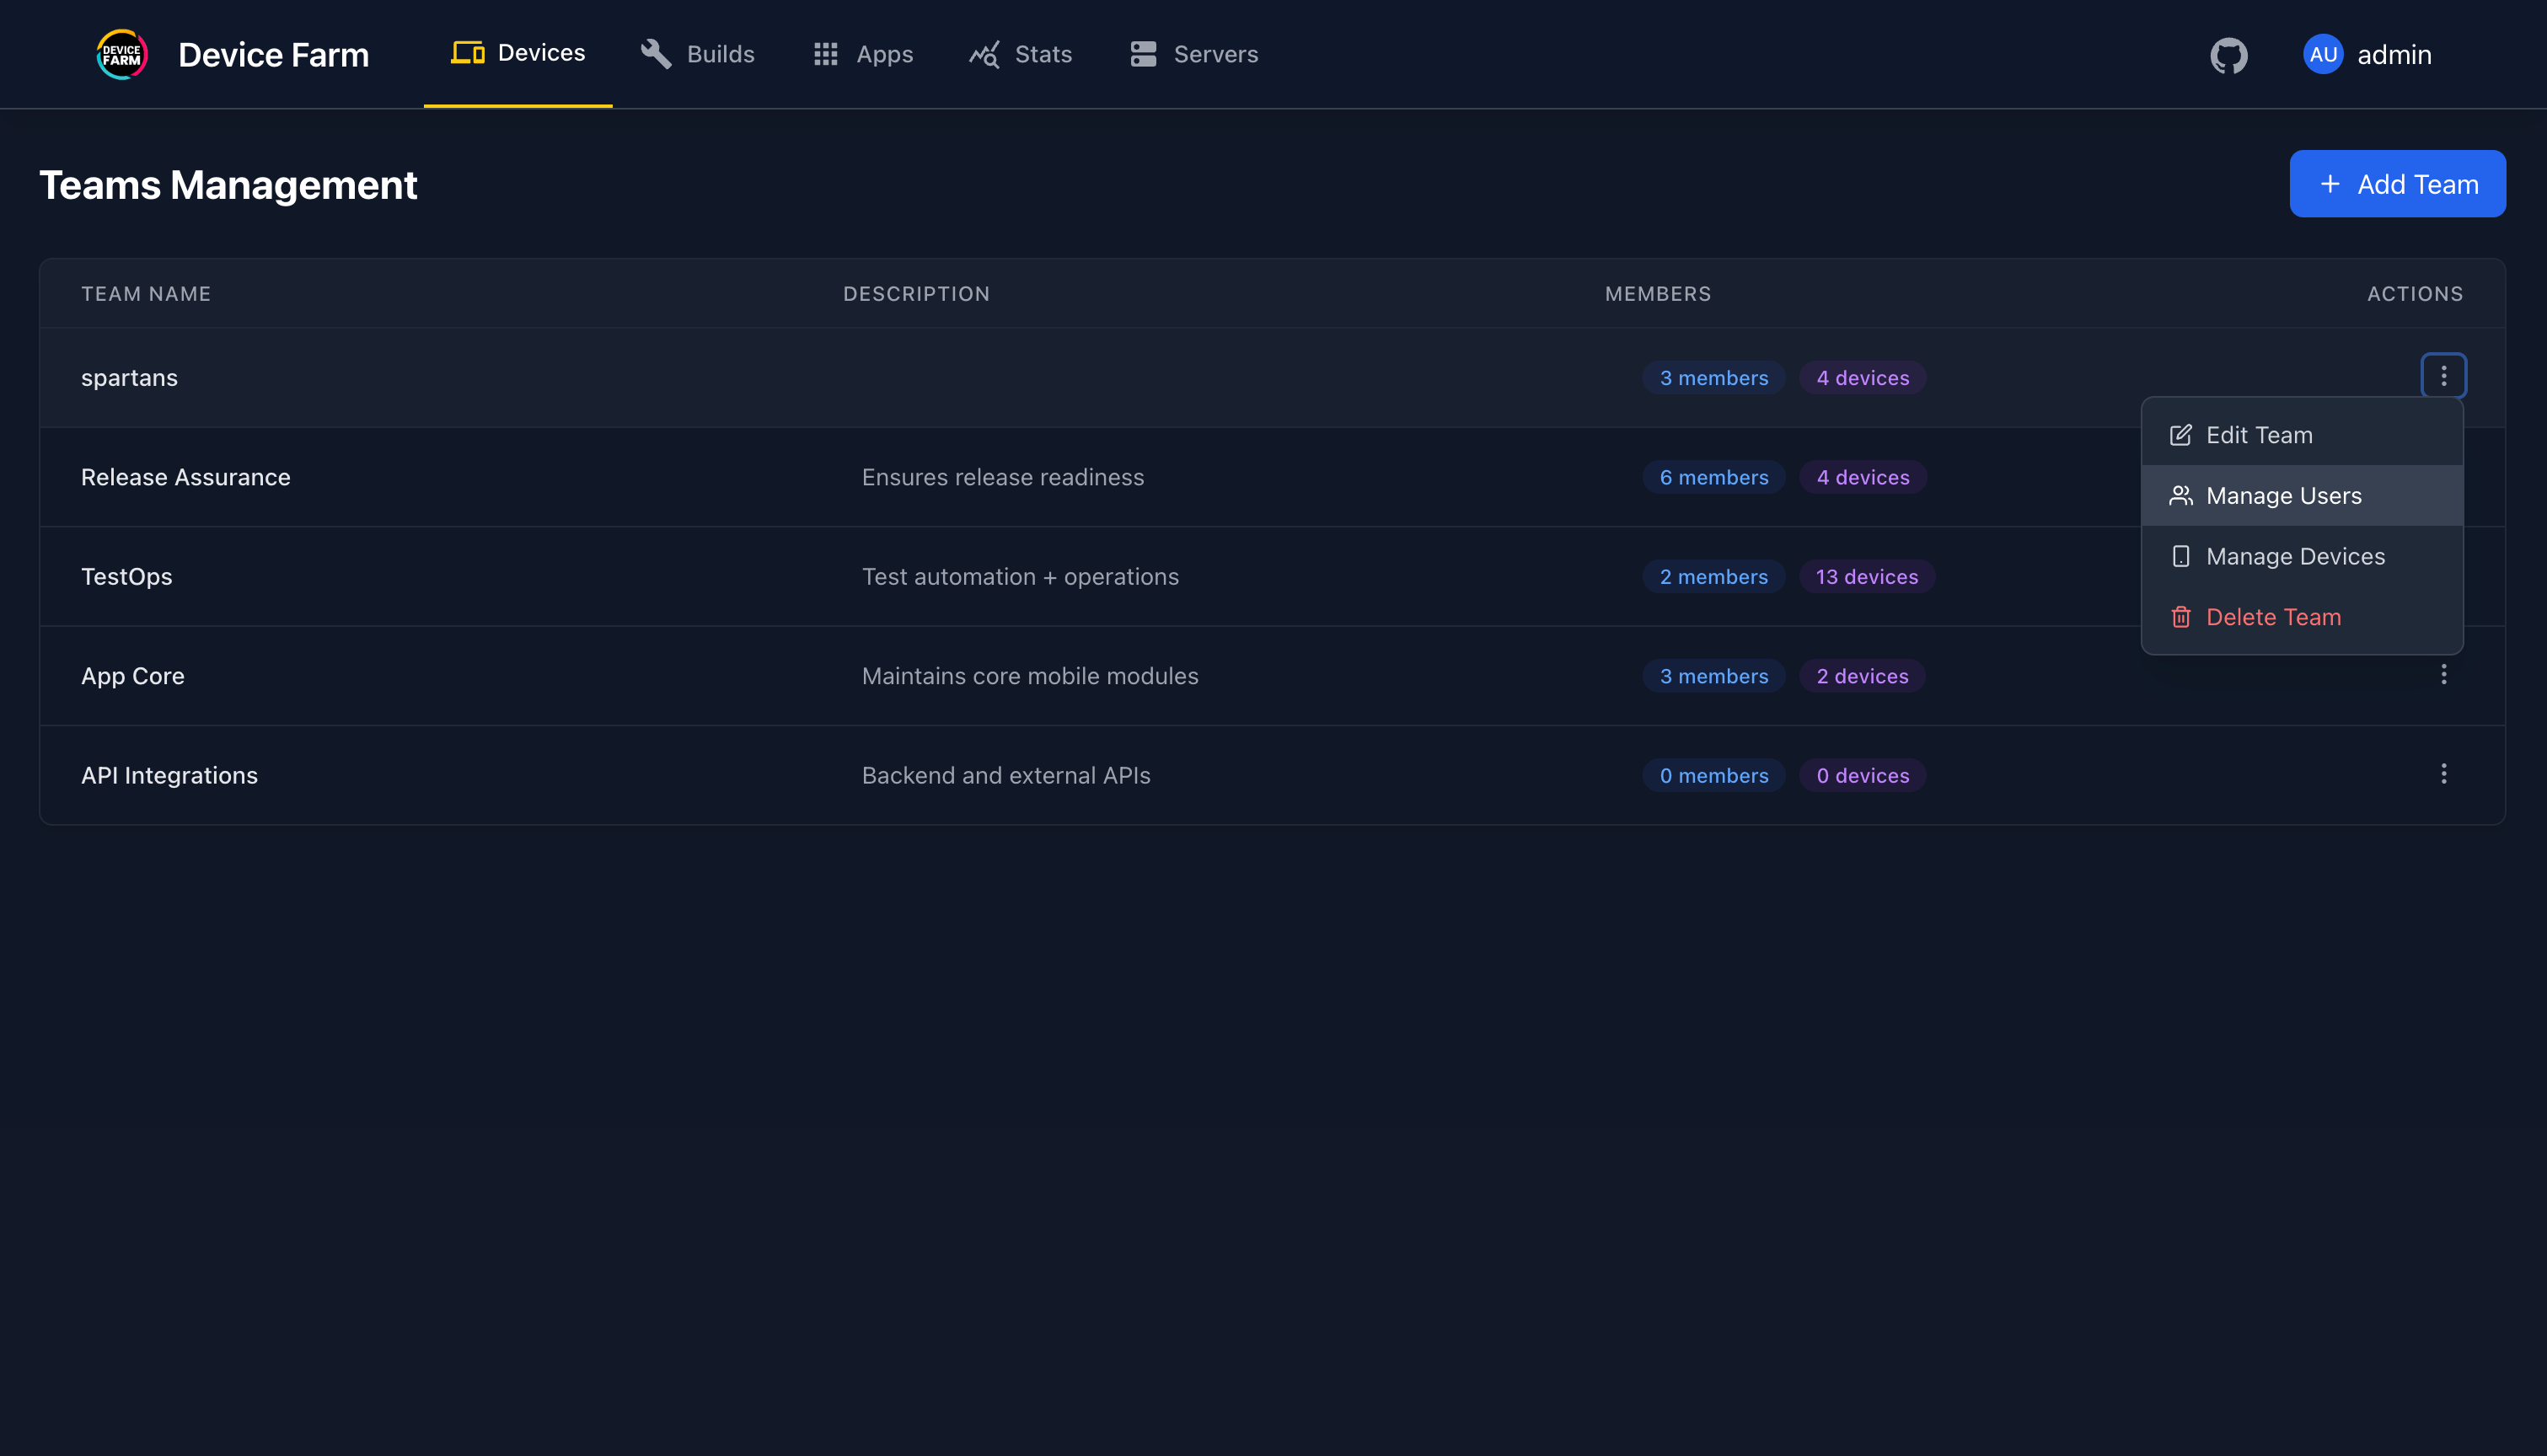 DEVICE
FARM
Device Farm
Devices
Builds
Apps
Stats
Servers
AU
admin
Teams Management
+ Add Team
TEAM NAME
DESCRIPTION
MEMBERS
ACTIONS
spartans
3 members
4 devices
Edit Team
Manage Users
Manage Devices
Delete Team
Release Assurance
Ensures release readiness
6 members
4 devices
TestOps
Test automation + operations
2 members
13 devices
App Core
Maintains core mobile modules
3 members
2 devices
API Integrations
Backend and external APIs
0 members
0 devices